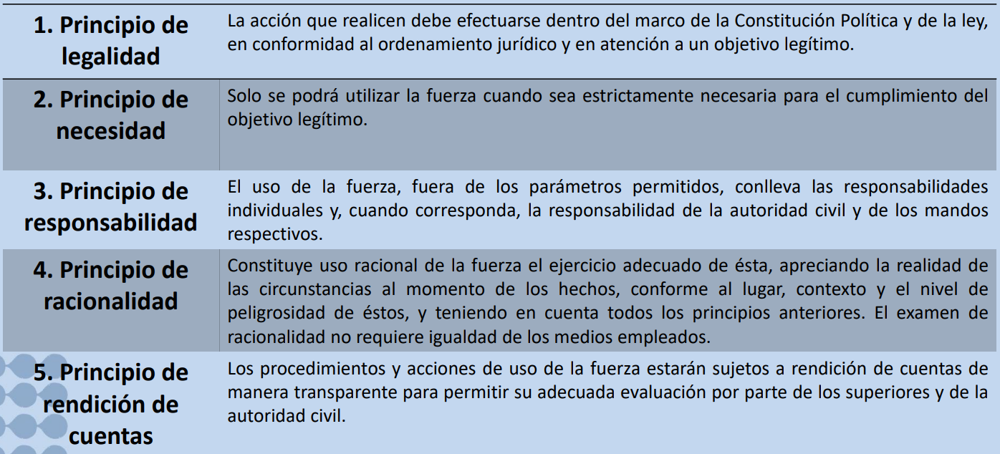 1. Principio de
legalidad
La acción que realicen debe efectuarse dentro del marco de la Constitución Política y de la ley,
en conformidad al ordenamiento jurídico y en atención a un objetivo legítimo.
2. Principio de
necesidad
Solo se podrá utilizar la fuerza cuando sea estrictamente necesaria para el cumplimiento del
objetivo legítimo.
3. Principio de
responsabilidad
El uso de la fuerza, fuera de los parámetros permitidos, conlleva las responsabilidades
individuales y, cuando corresponda, la responsabilidad de la autoridad civil y de los mandos
respectivos.
4. Principio de
racionalidad
Constituye uso racional de la fuerza el ejercicio adecuado de ésta, apreciando la realidad de
las circunstancias al momento de los hechos, conforme al lugar, contexto y el nivel de
peligrosidad de éstos, y teniendo en cuenta todos los principios anteriores. El examen de
racionalidad no requiere igualdad de los medios empleados.
5. Principio de
rendición de
cuentas
Los procedimientos y acciones de uso de la fuerza estarán sujetos a rendición de cuentas de
manera transparente para permitir su adecuada evaluación por parte de los superiores y de la
autoridad civil.